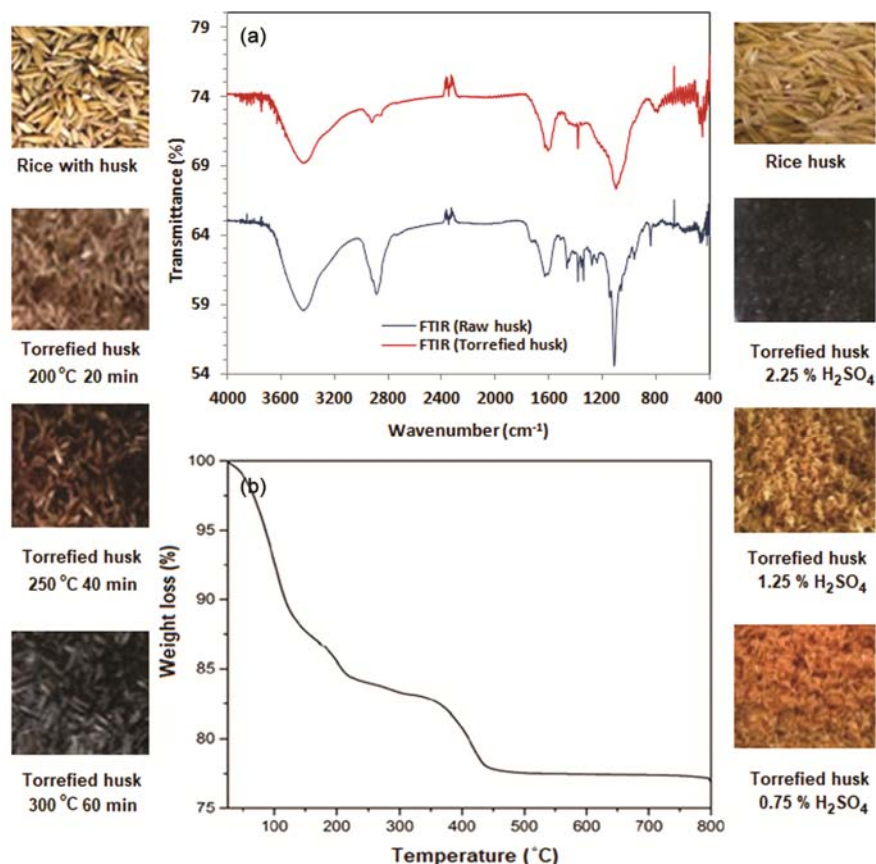 Rice with husk
Torrefied husk
200 °C 20 min
Torrefied husk
250 °C 40 min
Torrefied husk
300 °C 60 min
(a)
Transmittance (%)
79
74
69
64
59
54
FTIR (Raw husk)
FTIR (Torrefied husk)
4000 3600 3200 2800 2400 2000 1600 1200 800 400
Wavenumber (cm⁻¹)
(b)
Weight loss (%)
100
95
90
85
80
75
100 200 300 400 500 600 700 800
Temperature (°C)
Rice husk
Torrefied husk
2.25 % H₂SO₄
Torrefied husk
1.25 % H₂SO₄
Torrefied husk
0.75 % H₂SO₄